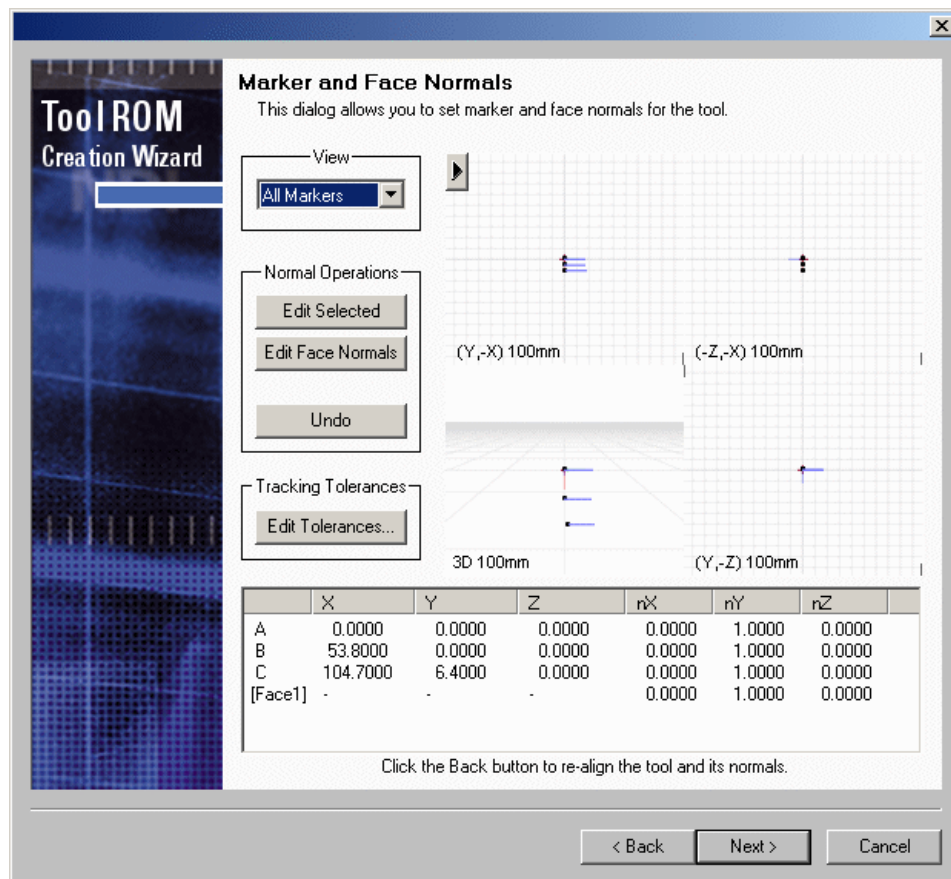 Tool ROM
Creation Wizard
Marker and Face Normals
This dialog allows you to set marker and face normals for the tool.
View
All Markers
Normal Operations
Edit Selected
Edit Face Normals
Undo
Tracking Tolerances
Edit Tolerances...
(Y,-X) 100mm
(-Z,-X) 100mm
3D 100mm
(Y,-Z) 100mm
X Y Z nX nY nZ
A 0.0000 0.0000 0.0000 0.0000 1.0000 0.0000
B 53.8000 0.0000 0.0000 0.0000 1.0000 0.0000
C 104.7000 6.4000 0.0000 0.0000 1.0000 0.0000
[Face1] - - - 0.0000 1.0000 0.0000
Click the Back button to re-align the tool and its normals.
< Back Next > Cancel